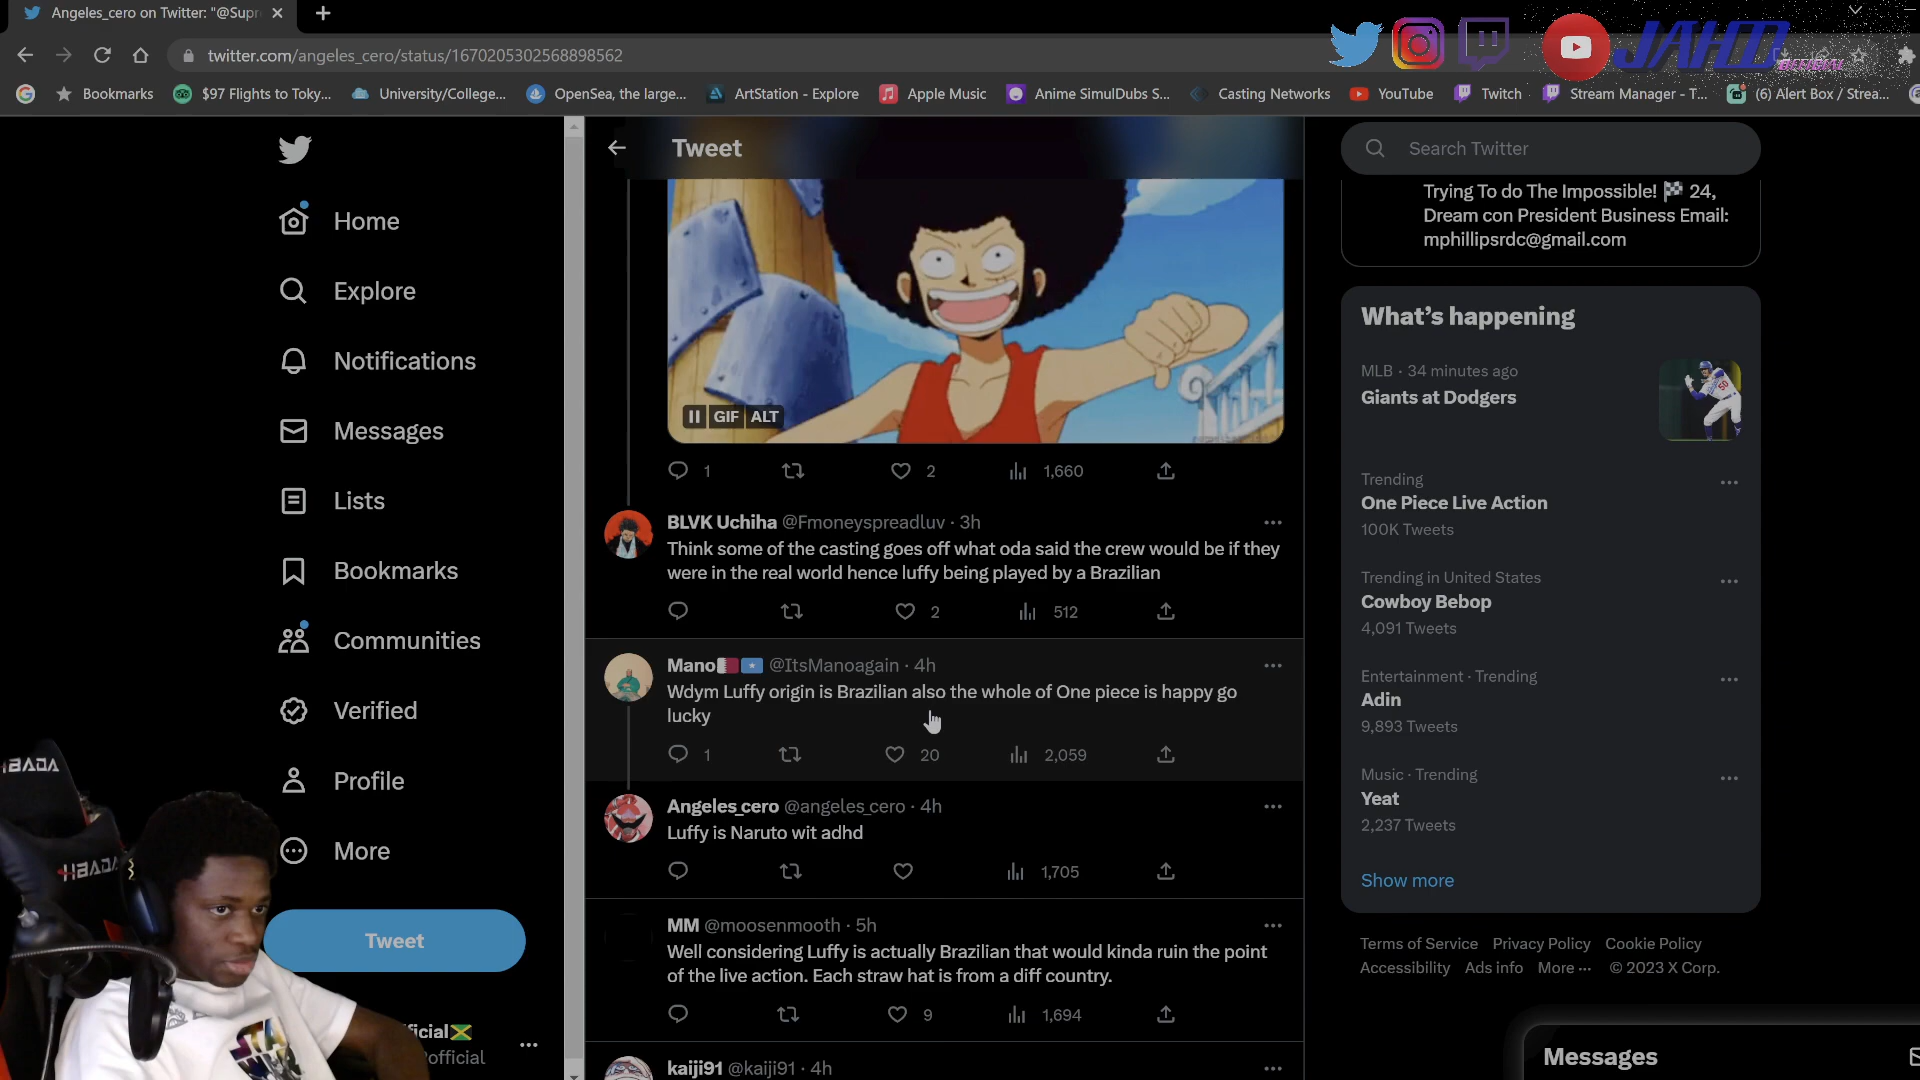 Angeles_cero on Twitter: "@Supr
twitter.com/angeles_cero/status/1670205302568898562
JAHD
OFFICIAL
Bookmarks
$97 Flights to Toky...
University/College...
OpenSea, the large...
ArtStation - Explore
Apple Music
Anime SimulDubs S...
Casting Networks
YouTube
Twitch
Stream Manager - T...
(6) Alert Box / Strea...
Home
Explore
Notifications
Messages
Lists
Bookmarks
Communities
Verified
Profile
More
Tweet
ficial🇯🇲
official
Tweet
GIF ALT
1 2 1,660
BLVK Uchiha @Fmoneyspreadluv · 3h
Think some of the casting goes off what oda said the crew would be if they
were in the real world hence luffy being played by a Brazilian
2 512
Mano🇶🇦🇸🇴 @ItsManoagain · 4h
Wdym Luffy origin is Brazilian also the whole of One piece is happy go
lucky
1 20 2,059
Angeles_cero @angeles_cero · 4h
Luffy is Naruto wit adhd
1,705
MM @moosenmooth · 5h
Well considering Luffy is actually Brazilian that would kinda ruin the point
of the live action. Each straw hat is from a diff country.
9 1,694
kaiji91 @kaiji91 · 4h
Search Twitter
Trying To do The Impossible! 🏁 24,
Dream con President Business Email:
mphillipsrdc@gmail.com
What's happening
MLB · 34 minutes ago
Giants at Dodgers
50
Trending
One Piece Live Action
100K Tweets
Trending in United States
Cowboy Bebop
4,091 Tweets
Entertainment · Trending
Adin
9,893 Tweets
Music · Trending
Yeat
2,237 Tweets
Show more
Terms of Service Privacy Policy Cookie Policy
Accessibility Ads info More ··· © 2023 X Corp.
Messages
HBADA
HBADA